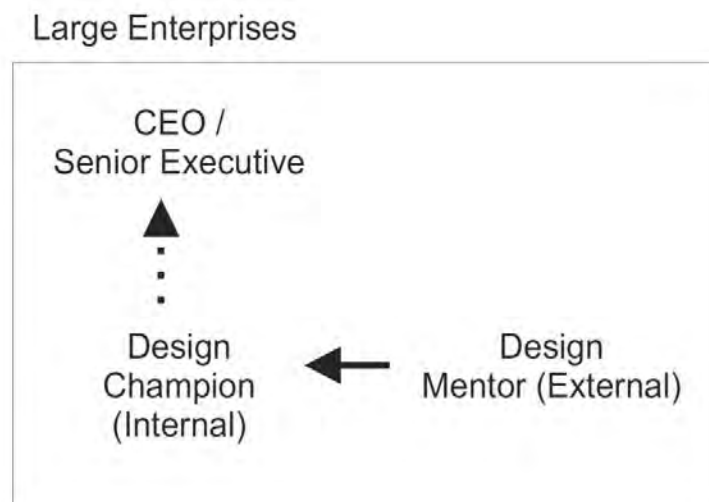 Large Enterprises
CEO /
Senior Executive
Design
Champion
(Internal)
Design
Mentor (External)